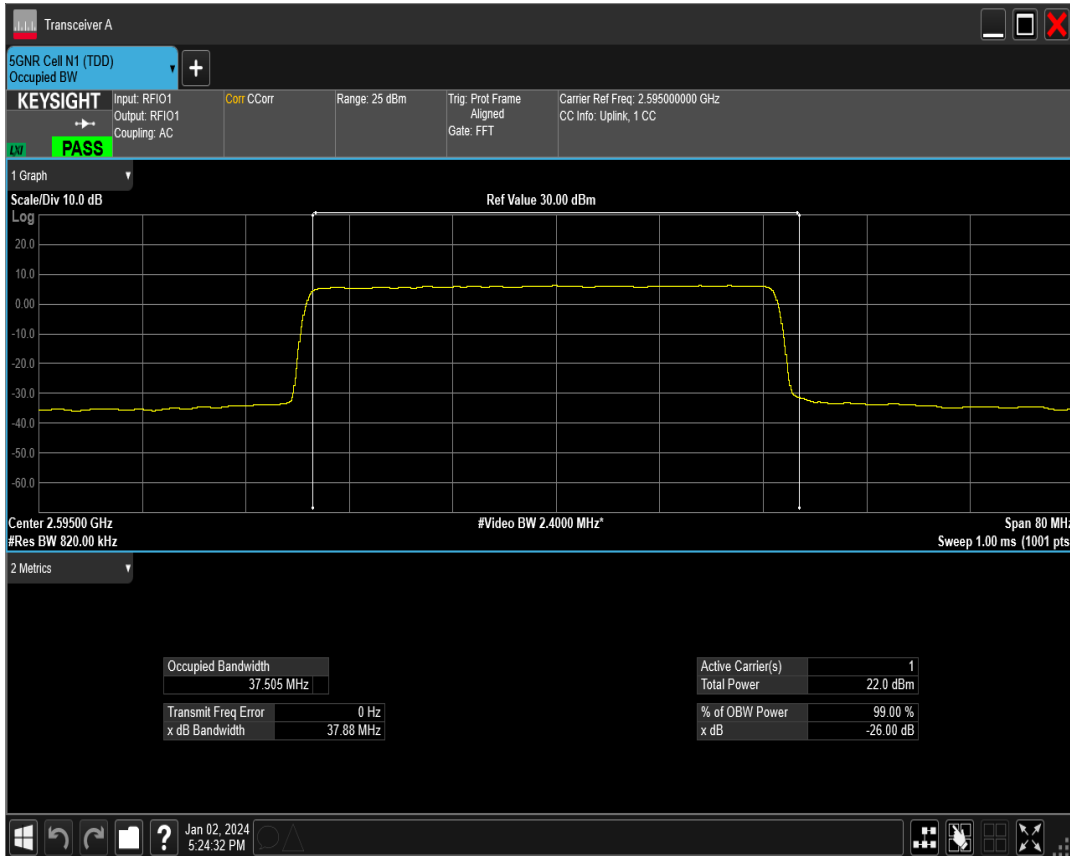 Transceiver A
5GNR Cell N1 (TDD)
Occupied BW
+
KEYSIGHT
LXI
PASS
Input: RFIO1
Output: RFIO1
Coupling: AC
Corr CCorr
Range: 25 dBm
Trig: Prot Frame
Aligned
Gate: FFT
Carrier Ref Freq: 2.595000000 GHz
CC Info: Uplink, 1 CC
1 Graph
Scale/Div 10.0 dB
Ref Value 30.00 dBm
Log
20.0
10.0
0.00
-10.0
-20.0
-30.0
-40.0
-50.0
-60.0
Center 2.59500 GHz
#Video BW 2.4000 MHz*
Span 80 MHz
#Res BW 820.00 kHz
Sweep 1.00 ms (1001 pts
2 Metrics
Occupied Bandwidth
37.505 MHz
Transmit Freq Error 0 Hz
x dB Bandwidth 37.88 MHz
Active Carrier(s) 1
Total Power 22.0 dBm
% of OBW Power 99.00 %
x dB -26.00 dB
?
Jan 02, 2024
5:24:32 PM